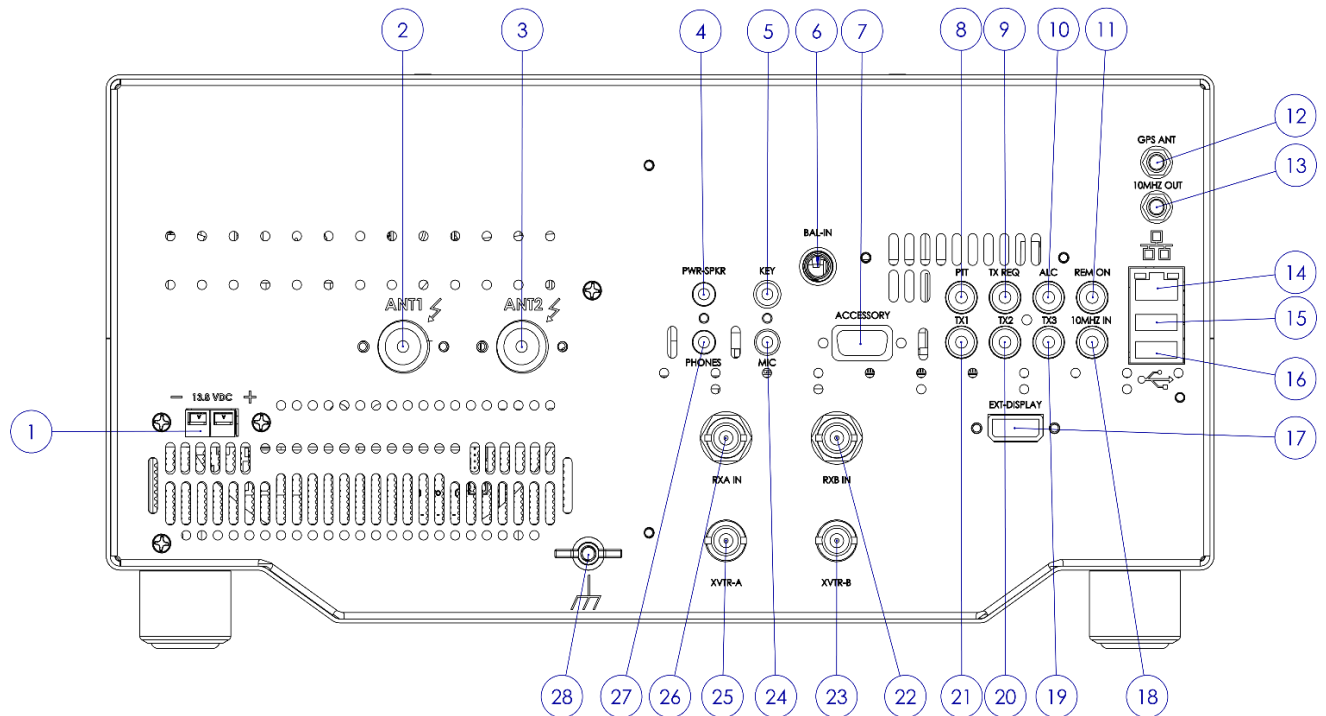 2 3 4 5 6 7 8 9 10 11
12
GPS ANT
13
10MHZ OUT
BAL-IN
PWR-SPKR KEY PTT TX REQ ALC REM ON
14
ANT1 ANT2
ACCESSORY TX1 TX2 TX3 10MHZ IN
15
PHONES MIC
16
− 13.8 VDC +
EXT-DISPLAY
1
17
RXA IN RXB IN
XVTR-A XVTR-B
28 27 26 25 24 23 22 21 20 19 18